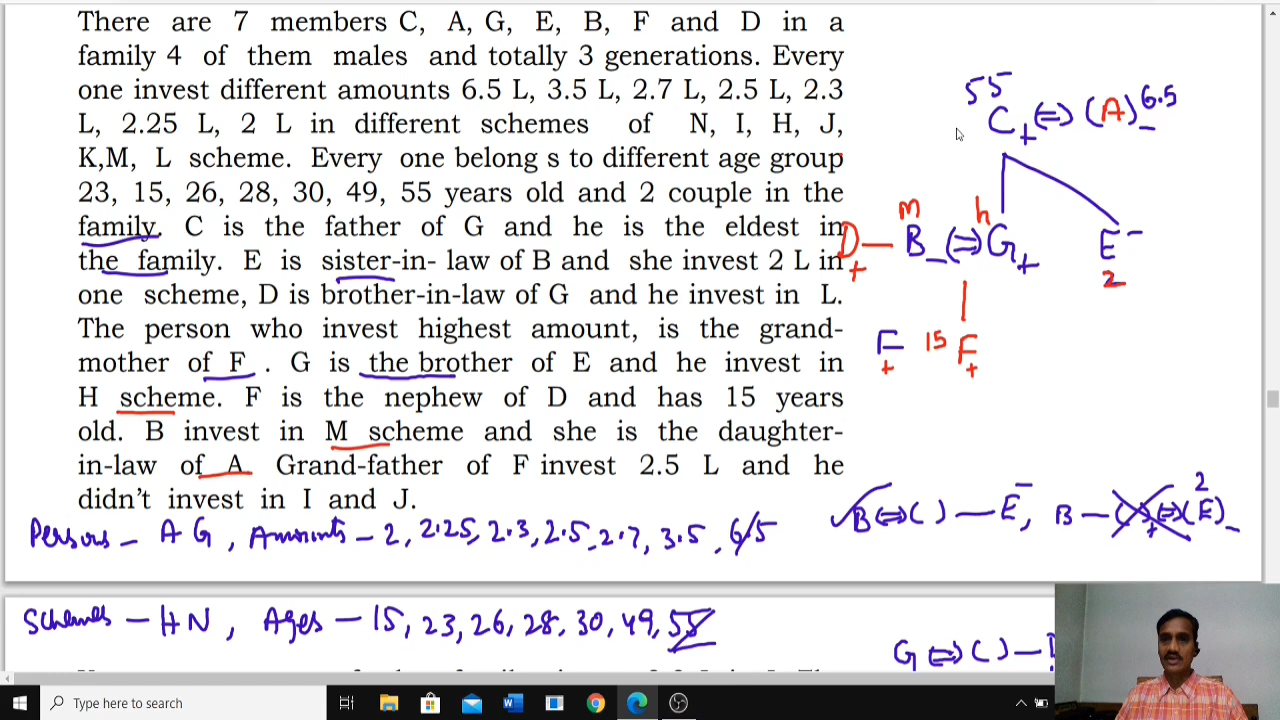 There are 7 members C, A, G, E, B, F and D in a
family 4 of them males and totally 3 generations. Every
one invest different amounts 6.5 L, 3.5 L, 2.7 L, 2.5 L, 2.3
L, 2.25 L, 2 L in different schemes of N, I, H, J,
K,M, L scheme. Every one belong s to different age group
23, 15, 26, 28, 30, 49, 55 years old and 2 couple in the
family. C is the father of G and he is the eldest in
the family. E is sister-in- law of B and she invest 2 L in
one scheme, D is brother-in-law of G and he invest in L.
The person who invest highest amount, is the grand-
mother of F . G is the brother of E and he invest in
H scheme. F is the nephew of D and has 15 years
old. B invest in M scheme and she is the daughter-
in-law of A Grand-father of F invest 2.5 L and he
didn't invest in I and J.
55
C+ ⇔ (A)- 6.5
m h
D+ — B- (⇔) G+ E-
2
F+ 15 F+
B ⇔ ( ) — E-, B — ( )+ ⇔ (E)- 2
Persons – A G, Amounts – 2, 2.25, 2.3, 2.5, 2.7, 3.5, 6.5
Schemes – H N, Ages – 15, 23, 26, 28, 30, 49, 55
G ⇔ ( ) –
Type here to search